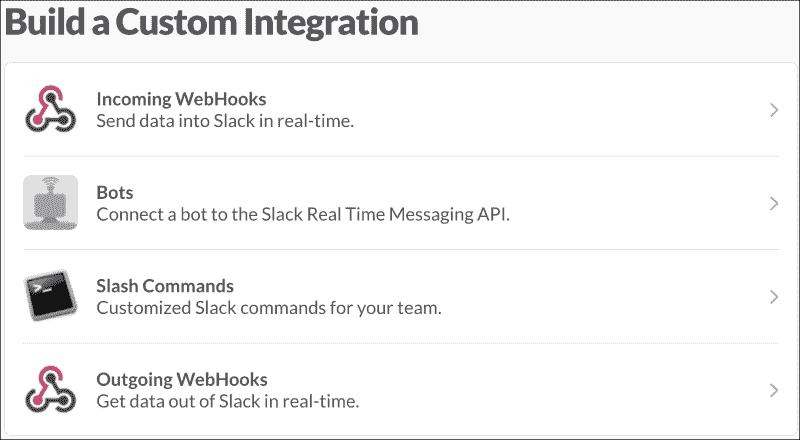 Build a Custom Integration
Incoming WebHooks
Send data into Slack in real-time.
Bots
Connect a bot to the Slack Real Time Messaging API.
Slash Commands
Customized Slack commands for your team.
Outgoing WebHooks
Get data out of Slack in real-time.